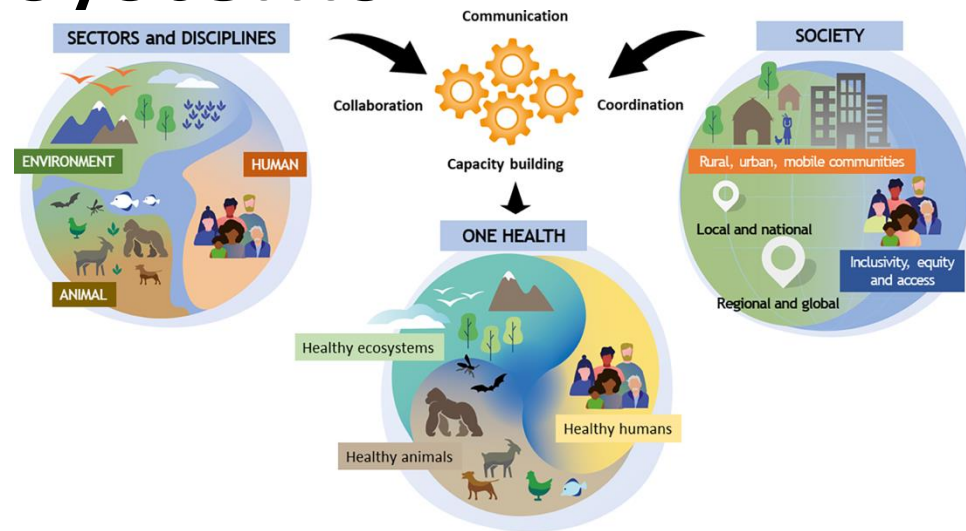 Communication
SECTORS and DISCIPLINES
SOCIETY
Collaboration
Coordination
ENVIRONMENT
HUMAN
Capacity building
Rural, urban, mobile communities
Local and national
ONE HEALTH
Inclusivity, equity
and access
ANIMAL
Regional and global
Healthy ecosystems
Healthy humans
Healthy animals